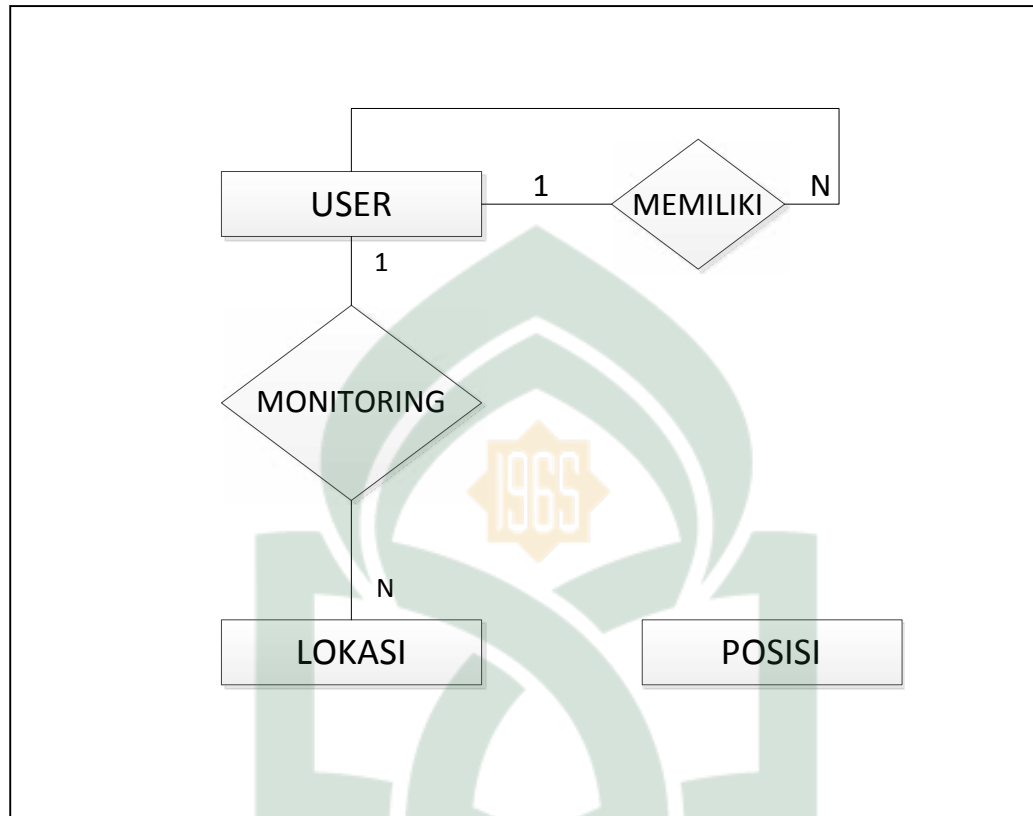 USER
1
MEMILIKI
N
1
MONITORING
1965
N
LOKASI
POSISI